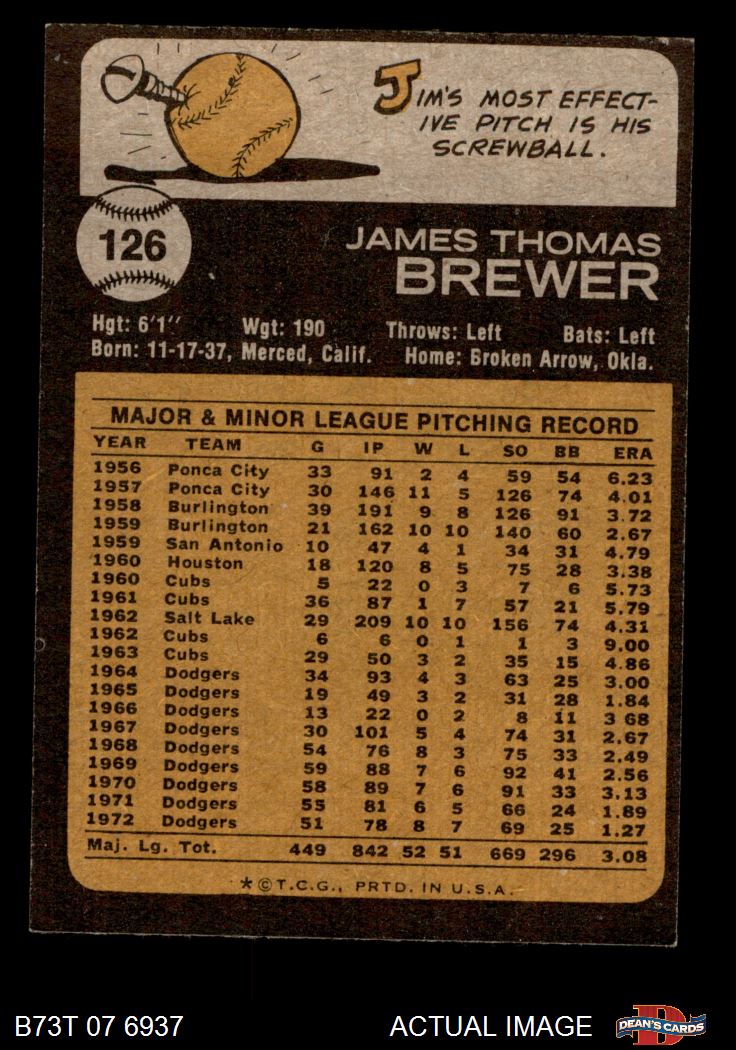 JIM'S MOST EFFECT-
IVE PITCH IS HIS
SCREWBALL.
126
JAMES THOMAS
BREWER
Hgt: 6'1'' Wgt: 190 Throws: Left Bats: Left
Born: 11-17-37, Merced, Calif. Home: Broken Arrow, Okla.
MAJOR & MINOR LEAGUE PITCHING RECORD
YEAR TEAM G IP W L SO BB ERA
1956 Ponca City 33 91 2 4 59 54 6.23
1957 Ponca City 30 146 11 5 126 74 4.01
1958 Burlington 39 191 9 8 126 91 3.72
1959 Burlington 21 162 10 10 140 60 2.67
1959 San Antonio 10 47 4 1 34 31 4.79
1960 Houston 18 120 8 5 75 28 3.38
1960 Cubs 5 22 0 3 7 6 5.73
1961 Cubs 36 87 1 7 57 21 5.79
1962 Salt Lake 29 209 10 10 156 74 4.31
1962 Cubs 6 6 0 1 1 3 9.00
1963 Cubs 29 50 3 2 35 15 4.86
1964 Dodgers 34 93 4 3 63 25 3.00
1965 Dodgers 19 49 3 2 31 28 1.84
1966 Dodgers 13 22 0 2 8 11 3 68
1967 Dodgers 30 101 5 4 74 31 2.67
1968 Dodgers 54 76 8 3 75 33 2.49
1969 Dodgers 59 88 7 6 92 41 2.56
1970 Dodgers 58 89 7 6 91 33 3.13
1971 Dodgers 55 81 6 5 66 24 1.89
1972 Dodgers 51 78 8 7 69 25 1.27
Maj. Lg. Tot. 449 842 52 51 669 296 3.08
*©T.C.G., PRTD. IN U.S.A.
B73T 07 6937 ACTUAL IMAGE DEAN'S CARDS